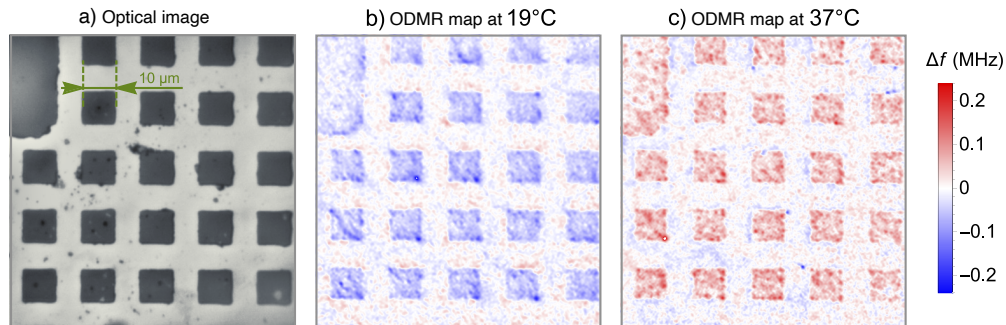 a) Optical image
b) ODMR map at 19°C
c) ODMR map at 37°C
10 µm
Δf (MHz)
0.2
0.1
0
−0.1
−0.2